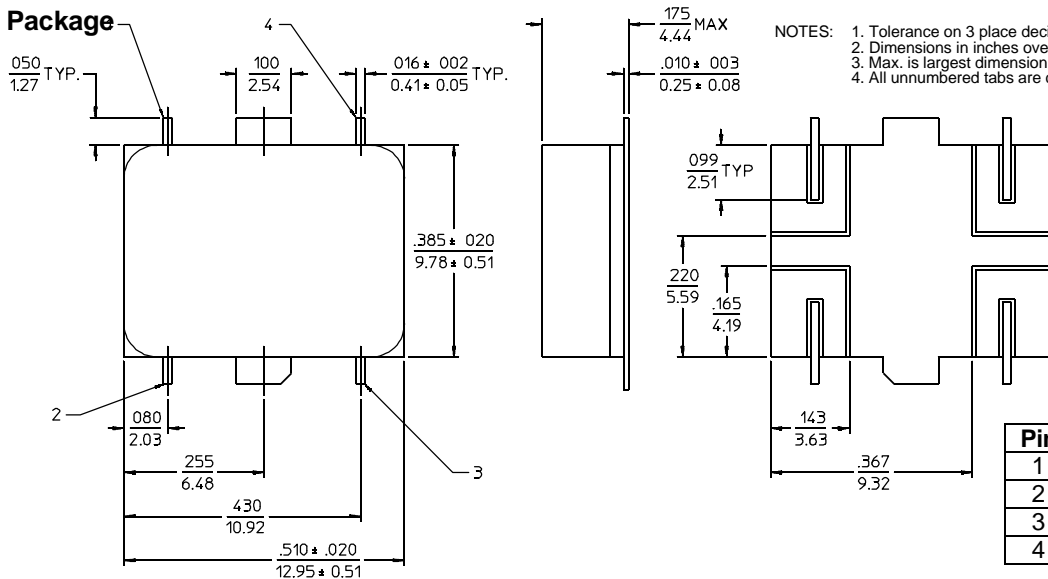 Package
4
.175
4.44 MAX
NOTES: 1. Tolerance on 3 place deci
2. Dimensions in inches over
3. Max. is largest dimension
4. All unnumbered tabs are
050
1.27 TYP.
100
2.54
016 ± 002
0.41 ± 0.05 TYP.
.010 ± 003
0.25 ± 0.08
.099
2.51 TYP
.385 ± 020
9.78 ± 0.51
.220
5.59
.165
4.19
2
080
2.03
143
3.63
Pin
1
2
3
4
255
6.48
3
.367
9.32
430
10.92
.510 ± .020
12.95 ± 0.51